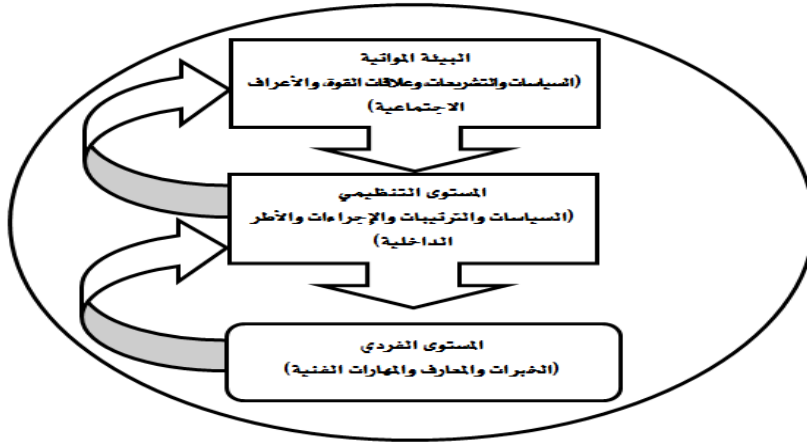 البيئة المواتية
(السياسات والتشريعات، وعلاقات القوة، والأعراف
الاجتماعية)
المستوى التنظيمي
(السياسات والترتيبات والإجراءات والأطر
الداخلية)
المستوى الفردي
(الخبرات والمعارف والمهارات الفنية)